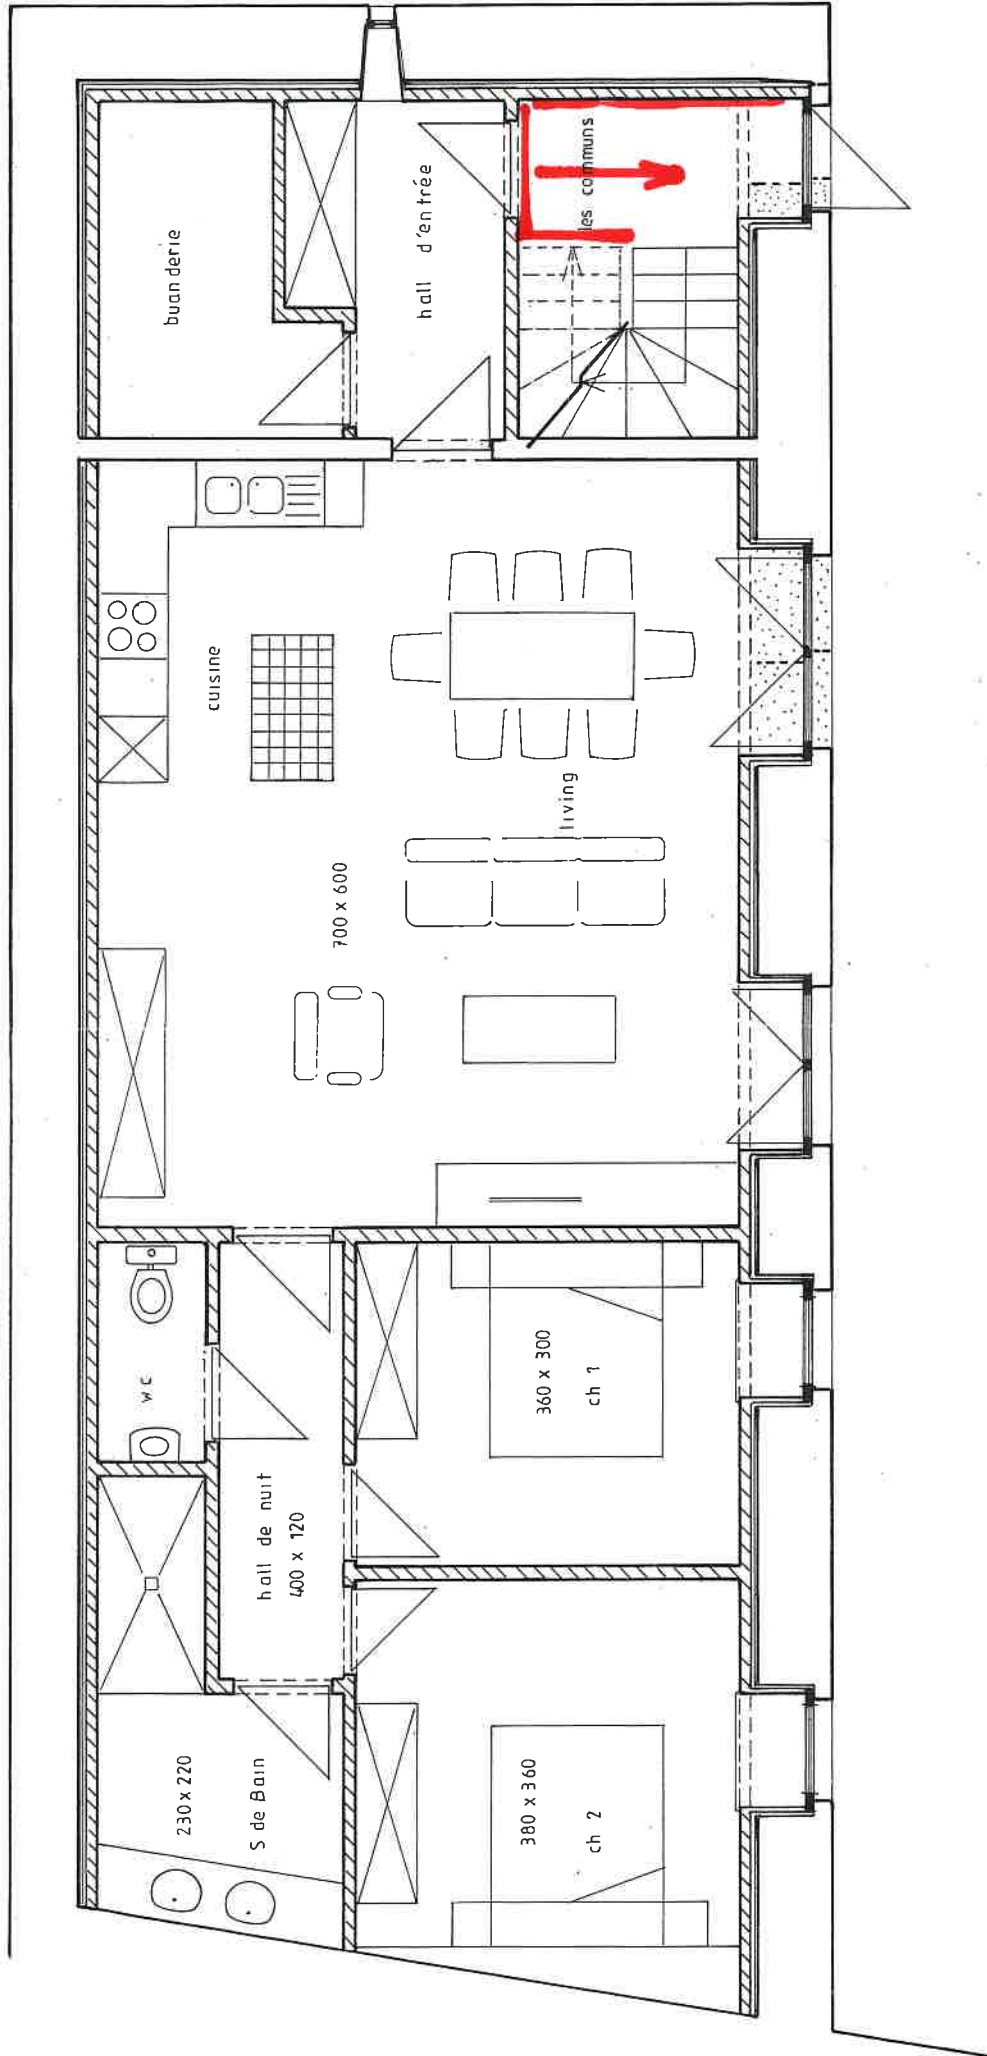 les communs
hall d'entrée
buanderie
cuisine
living
700 x 600
wc
360 x 300
ch 1
hall de nuit
400 x 120
230 x 220
S de Bain
380 x 360
ch 2